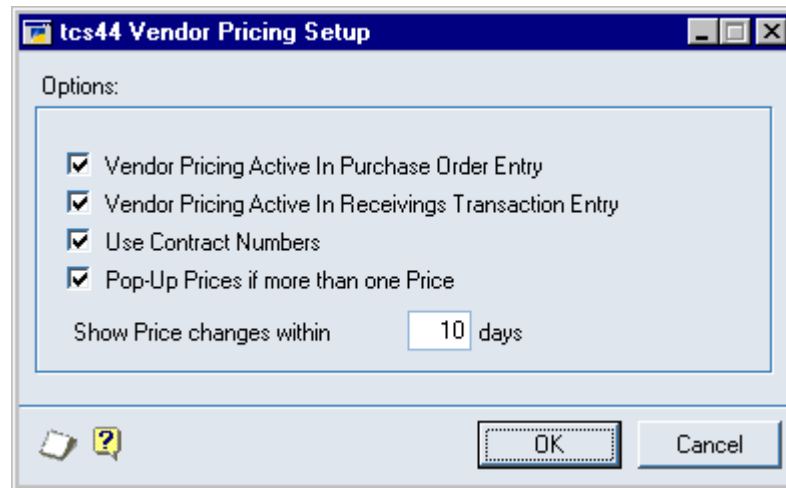 tcs44 Vendor Pricing Setup
Options:
Vendor Pricing Active In Purchase Order Entry
Vendor Pricing Active In Receivings Transaction Entry
Use Contract Numbers
Pop-Up Prices if more than one Price
Show Price changes within 10 days
OK Cancel